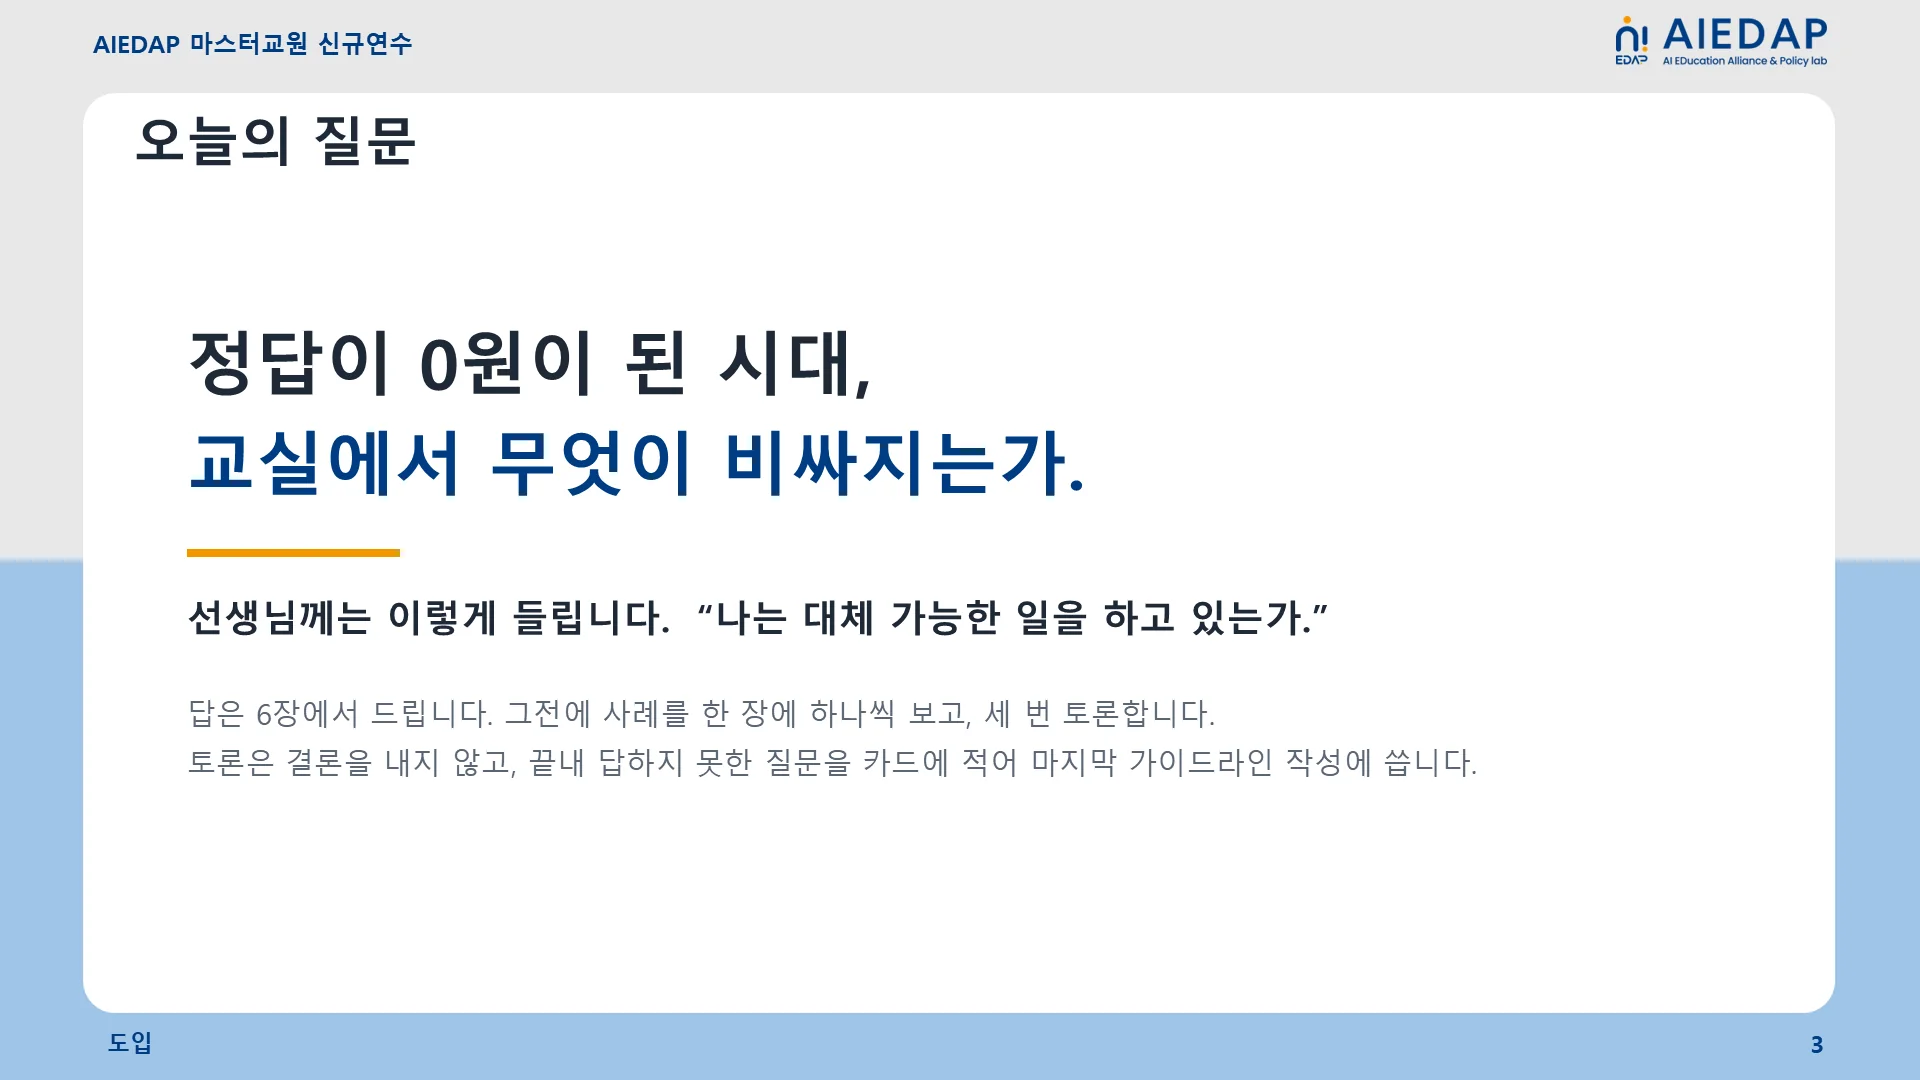 AIEDAP 마스터교원 신규연수
EDAP
AIEDAP
AI EDucation Alliance & Policy lab
오늘의 질문
정답이 0원이 된 시대,
교실에서 무엇이 비싸지는가.
선생님께는 이렇게 들립니다. “나는 대체 가능한 일을 하고 있는가.”
답은 6장에서 드립니다. 그전에 사례를 한 장에 하나씩 보고, 세 번 토론합니다.
토론은 결론을 내지 않고, 끝내 답하지 못한 질문을 카드에 적어 마지막 가이드라인 작성에 씁니다.
도입
3